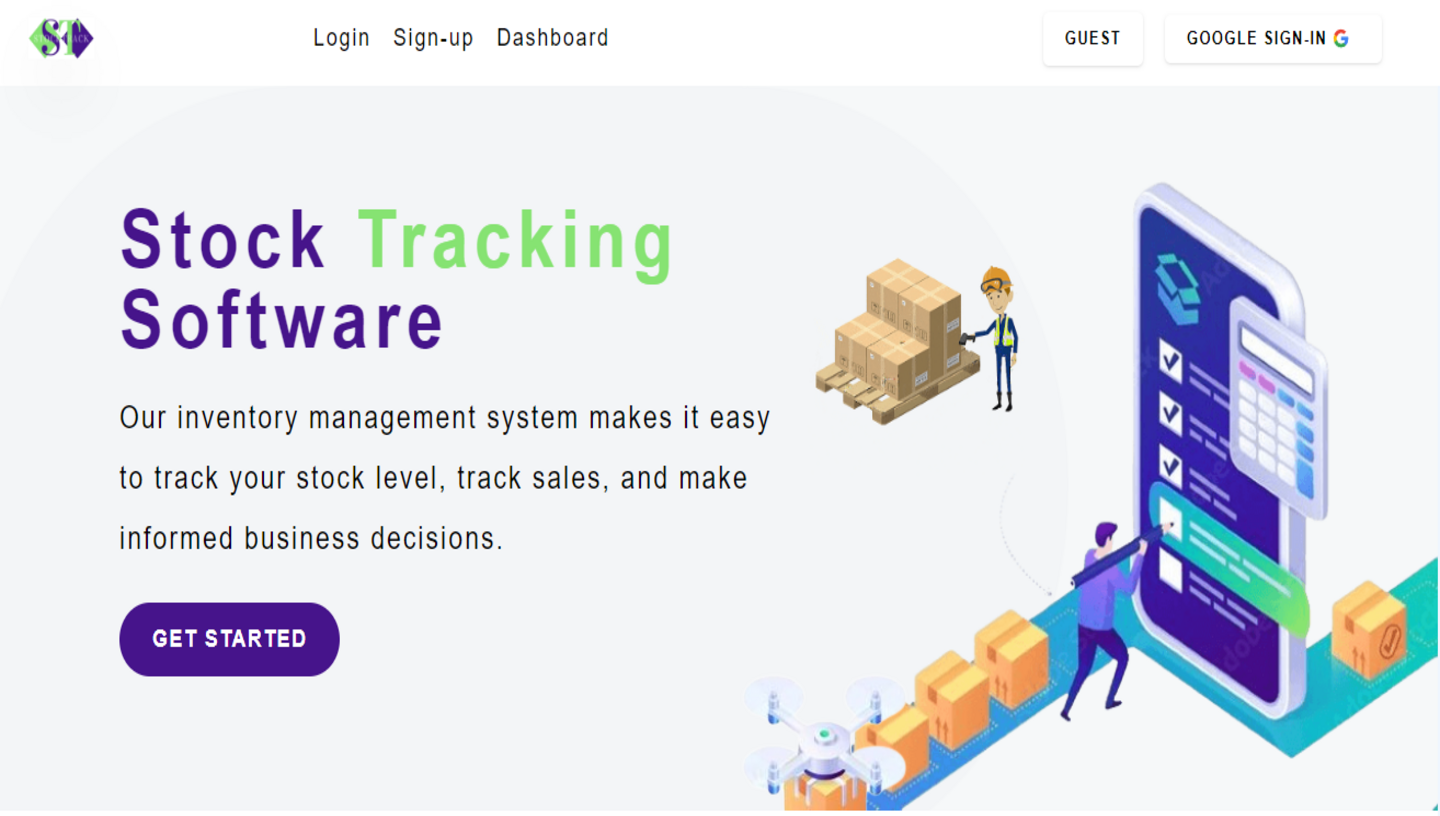 ST
Login Sign-up Dashboard
GUEST
GOOGLE SIGN-IN
Stock Tracking
Software
Our inventory management system makes it easy
to track your stock level, track sales, and make
informed business decisions.
GET STARTED